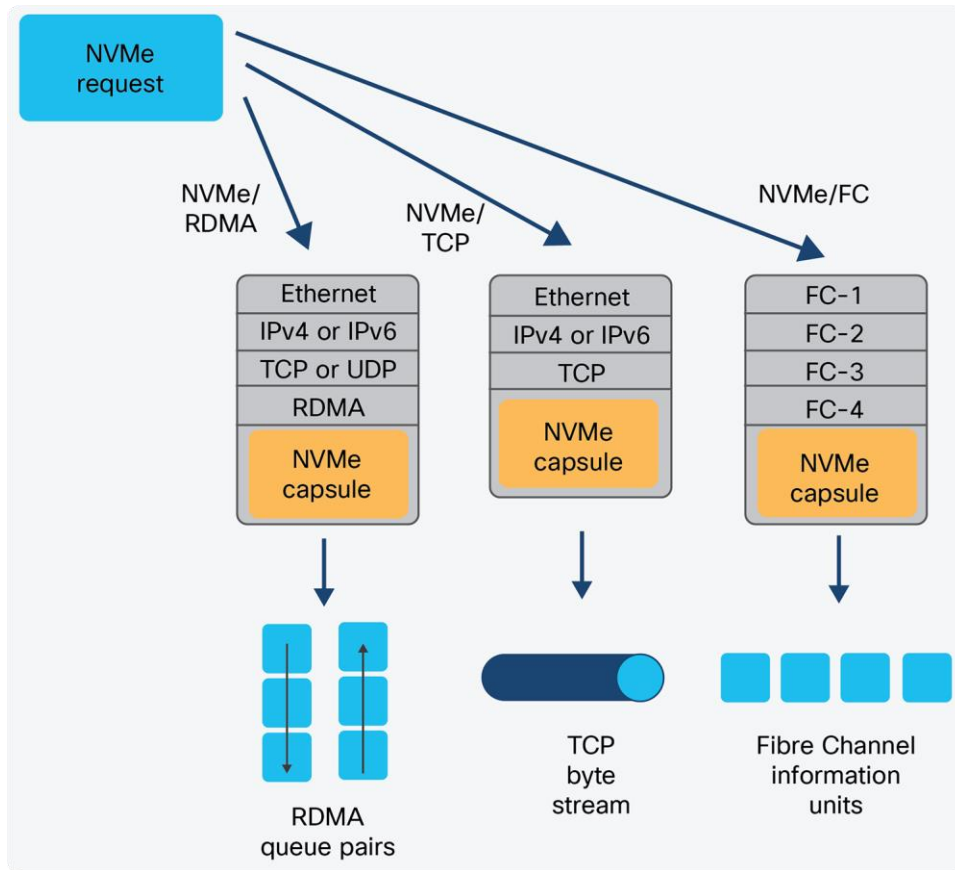 NVMe
request
NVMe/
RDMA
NVMe/
TCP
NVMe/FC
Ethernet
IPv4 or IPv6
TCP or UDP
RDMA
NVMe
capsule
Ethernet
IPv4 or IPv6
TCP
NVMe
capsule
FC-1
FC-2
FC-3
FC-4
NVMe
capsule
RDMA
queue pairs
TCP
byte
stream
Fibre Channel
information
units